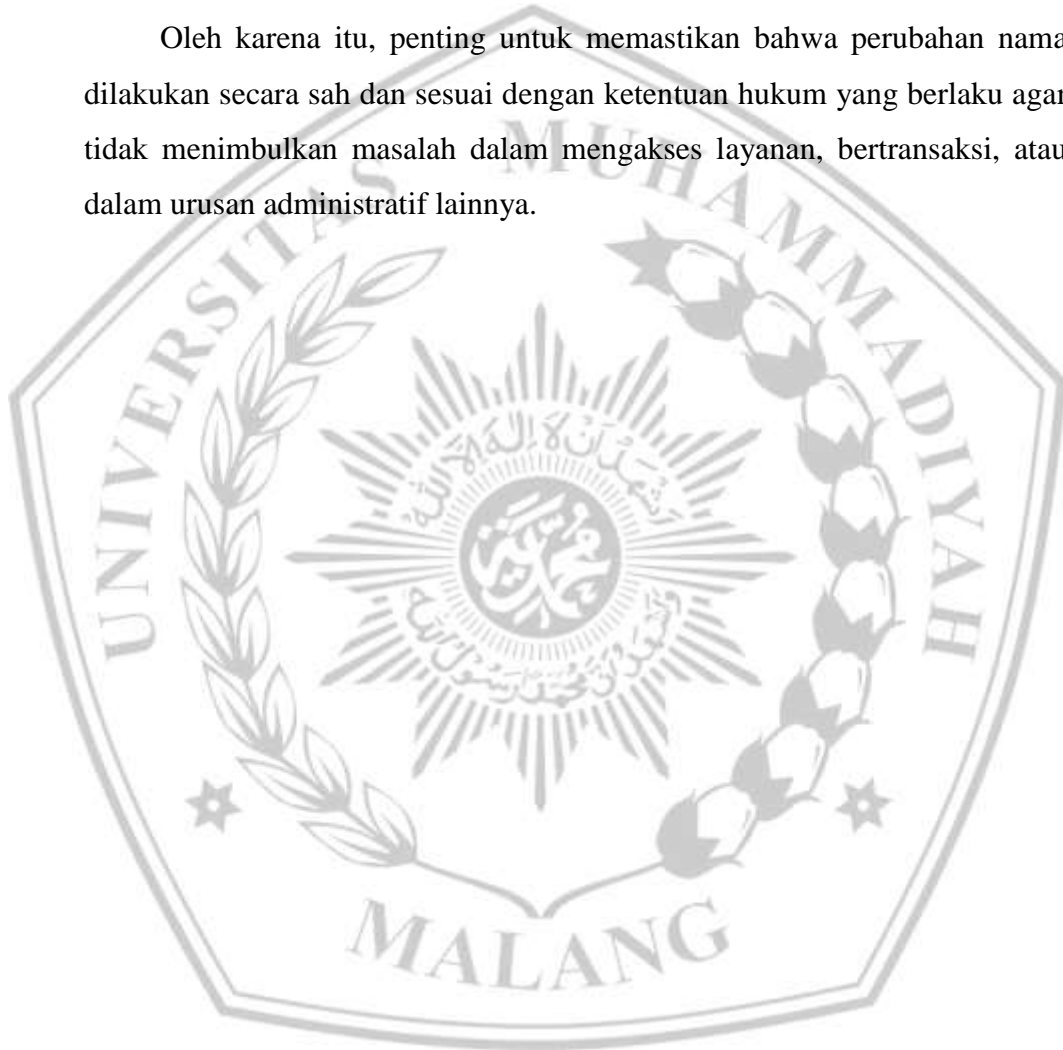 Oleh karena itu, penting untuk memastikan bahwa perubahan nama
dilakukan secara sah dan sesuai dengan ketentuan hukum yang berlaku agar
tidak menimbulkan masalah dalam mengakses layanan, bertransaksi, atau
dalam urusan administratif lainnya.
UNIVERSITAS MUHAMMADIYAH
MALANG